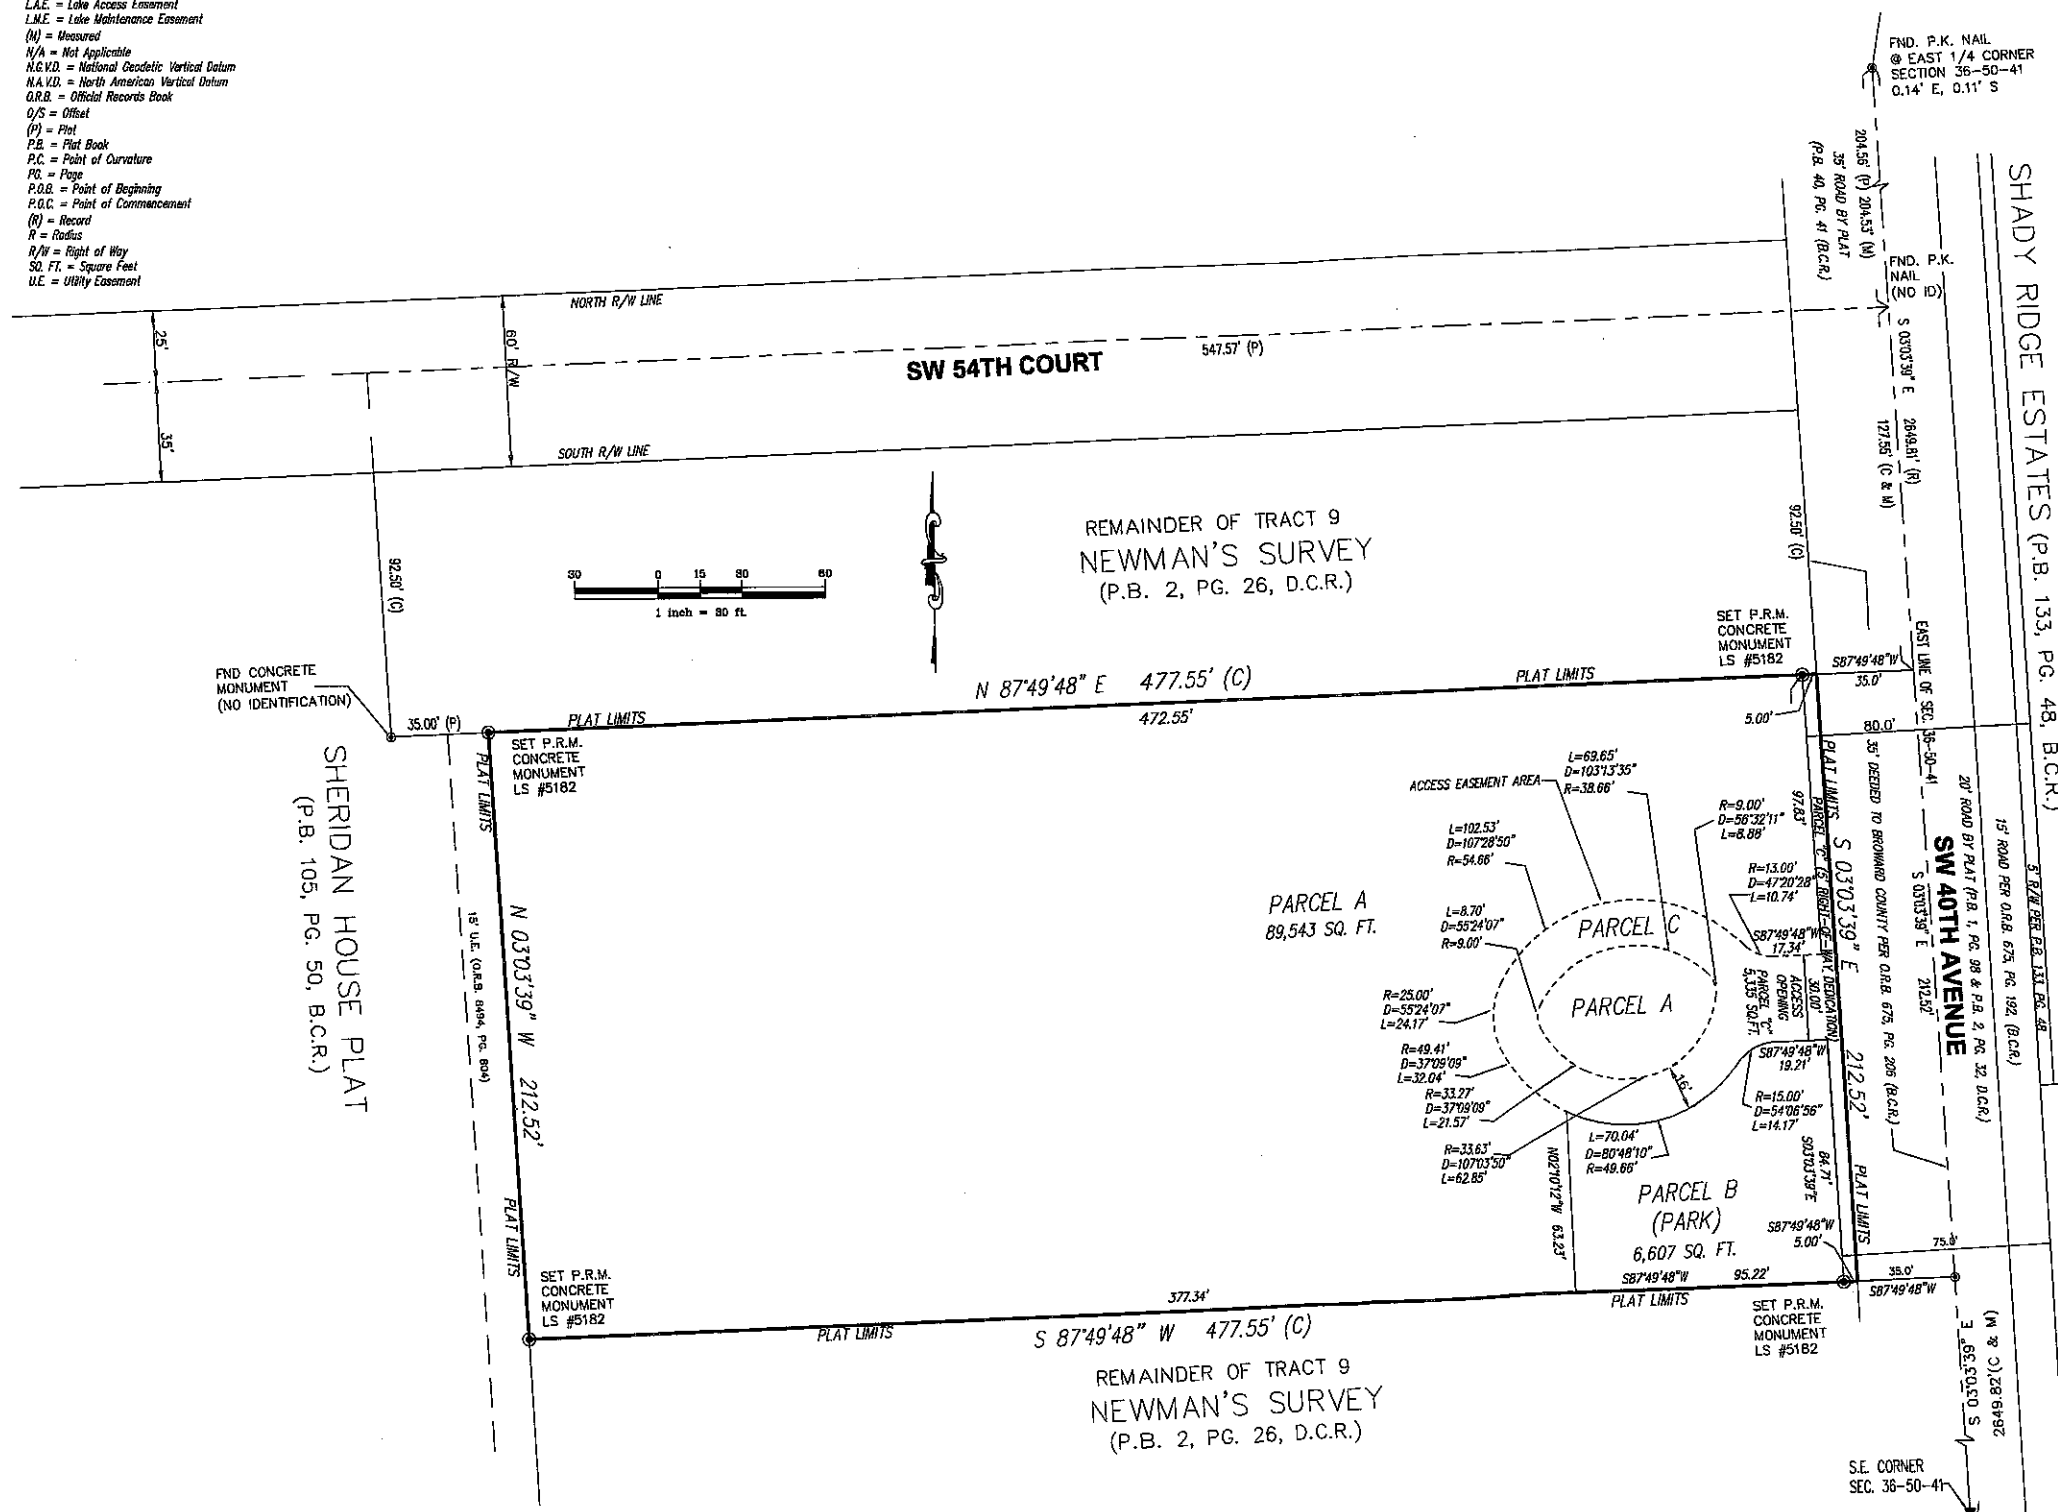 L.A.E. = Lake Access Easement
L.M.E. = Lake Maintenance Easement
(M) = Measured
N/A = Not Applicable
N.G.V.D. = National Geodetic Vertical Datum
N.A.V.D. = North American Vertical Datum
O.R.B. = Official Records Book
O/S = Offset
(P) = Plat
P.B. = Plat Book
P.C. = Point of Curvature
PG. = Page
P.O.B. = Point of Beginning
P.O.C. = Point of Commencement
(R) = Record
R = Radius
R/W = Right of Way
SQ. FT. = Square Feet
U.E. = Utility Easement
FND. P.K. NAIL
@ EAST 1/4 CORNER
SECTION 36-50-41
0.14' E, 0.11' S
204.56' (P) 204.53' (M)
35' ROAD BY PLAT
(P.B. 40, PG. 41 (B.C.R.)
FND. P.K.
NAIL
(NO ID)
SHADY RIDGE ESTATES (P.B. 133, PG. 48, B.C.R.)
NORTH R/W LINE
25'
35'
60' R/W
SW 54TH COURT
547.57' (P)
SOUTH R/W LINE
S 03°03'39" E 2649.81' (R)
127.55' (C & M)
92.50' (C)
92.50' (C)
30 0 15 30 60
1 inch = 30 ft.
REMAINDER OF TRACT 9
NEWMAN'S SURVEY
(P.B. 2, PG. 26, D.C.R.)
SET P.R.M.
CONCRETE
MONUMENT
LS #5182
S87°49'48"W
35.0'
EAST LINE OF SEC. 36-50-41
FND CONCRETE
MONUMENT
(NO IDENTIFICATION)
35.00' (P)
PLAT LIMITS
N 87°49'48" E 477.55' (C)
472.55'
PLAT LIMITS
5.00'
80.0'
SET P.R.M.
CONCRETE
MONUMENT
LS #5182
PLAT LIMITS
SHERIDAN HOUSE PLAT
(P.B. 105, PG. 50, B.C.R.)
15' U.E. (O.R.B. 8494, PG. 804)
N 03°03'39" W 212.52'
PLAT LIMITS
ACCESS EASEMENT AREA
L=69.65'
D=103°13'35"
R=38.66'
R=9.00'
D=56°32'11"
L=8.88'
L=102.53'
D=107°28'50"
R=54.66'
R=13.00'
D=47°20'28"
L=10.74'
PARCEL A
89,543 SQ. FT.
L=8.70'
D=55°24'07"
R=9.00'
PARCEL C
S87°49'48"W
17.34'
PARCEL A
R=25.00'
D=55°24'07"
L=24.17'
R=49.41'
D=37°09'09"
L=32.04'
R=33.27'
D=37°09'09"
L=21.57'
R=33.63'
D=107°03'50"
L=62.85'
16'
L=70.04'
D=80°48'10"
R=49.66'
30.00'
ACCESS
OPENING
PARCEL "C"
5,335 SQ.FT.
S87°49'48"W
19.21'
R=15.00'
D=54°06'56"
L=14.17'
97.83'
PARCEL "C" (5' RIGHT-OF-WAY DEDICATION)
PLAT LIMITS S 03°03'39" E 212.52' PLAT LIMITS
35' DEEDED TO BROWARD COUNTY PER O.R.B. 675, PG. 206 (B.C.R.)
S 03°03'39" E 212.52'
SW 40TH AVENUE
20' ROAD BY PLAT (P.B. 1, PG. 98 & P.B. 2, PG. 32, D.C.R.)
15' ROAD PER O.R.B. 675, PG. 192, (B.C.R.)
5' R/W PER P.B. 133, PG. 48
84.71'
S03°03'39"E
N02°10'12"W 63.23'
PARCEL B
(PARK)
6,607 SQ. FT.
S87°49'48"W
5.00'
75.0'
S87°49'48"W 95.22'
PLAT LIMITS
35.0'
S87°49'48"W
SET P.R.M.
CONCRETE
MONUMENT
LS #5182
377.34'
PLAT LIMITS
S 87°49'48" W 477.55' (C)
SET P.R.M.
CONCRETE
MONUMENT
LS #5182
REMAINDER OF TRACT 9
NEWMAN'S SURVEY
(P.B. 2, PG. 26, D.C.R.)
S 03°03'39" E
2649.82'(C & M)
S.E. CORNER
SEC. 36-50-41